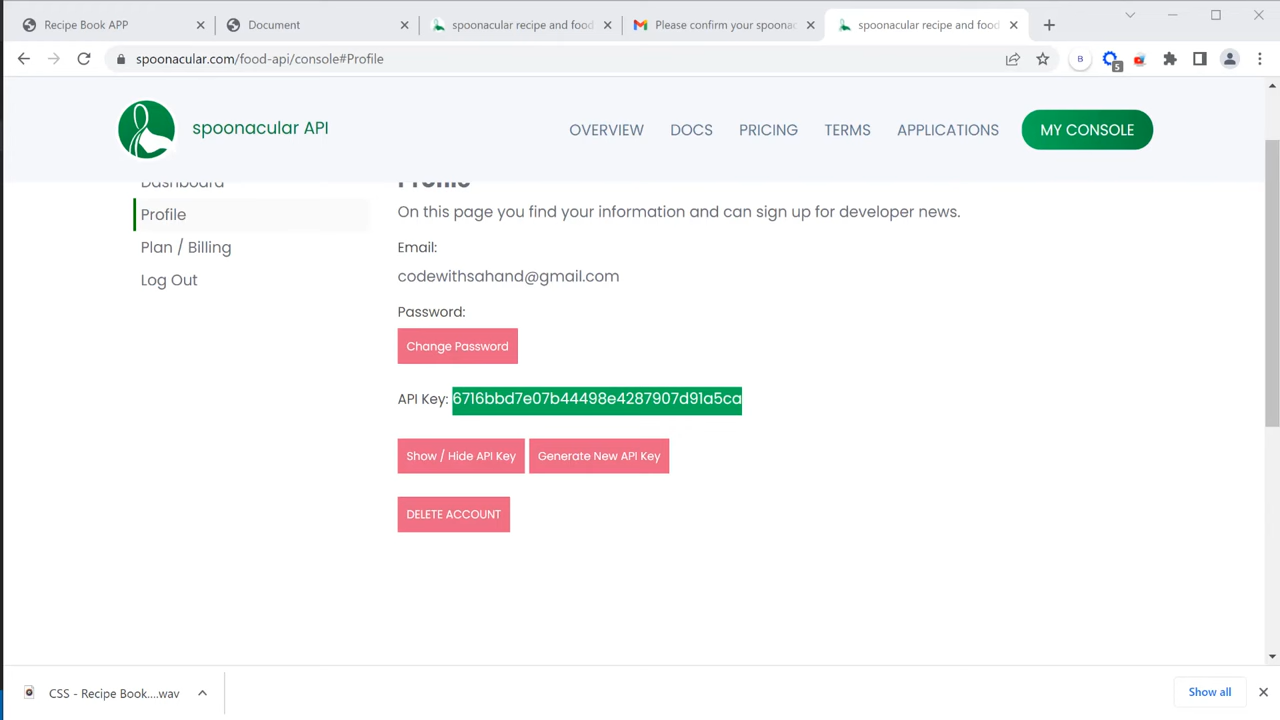 Recipe Book APP
Document
spoonacular recipe and food
Please confirm your spoonac
spoonacular recipe and food
spoonacular.com/food-api/console#Profile
B
5
spoonacular API
OVERVIEW
DOCS
PRICING
TERMS
APPLICATIONS
MY CONSOLE
Dashboard
Profile
Plan / Billing
Log Out
Profile
On this page you find your information and can sign up for developer news.
Email:
codewithsahand@gmail.com
Password:
Change Password
API Key: 6716bbd7e07b44498e4287907d91a5ca
Show / Hide API Key
Generate New API Key
DELETE ACCOUNT
CSS - Recipe Book....wav
Show all